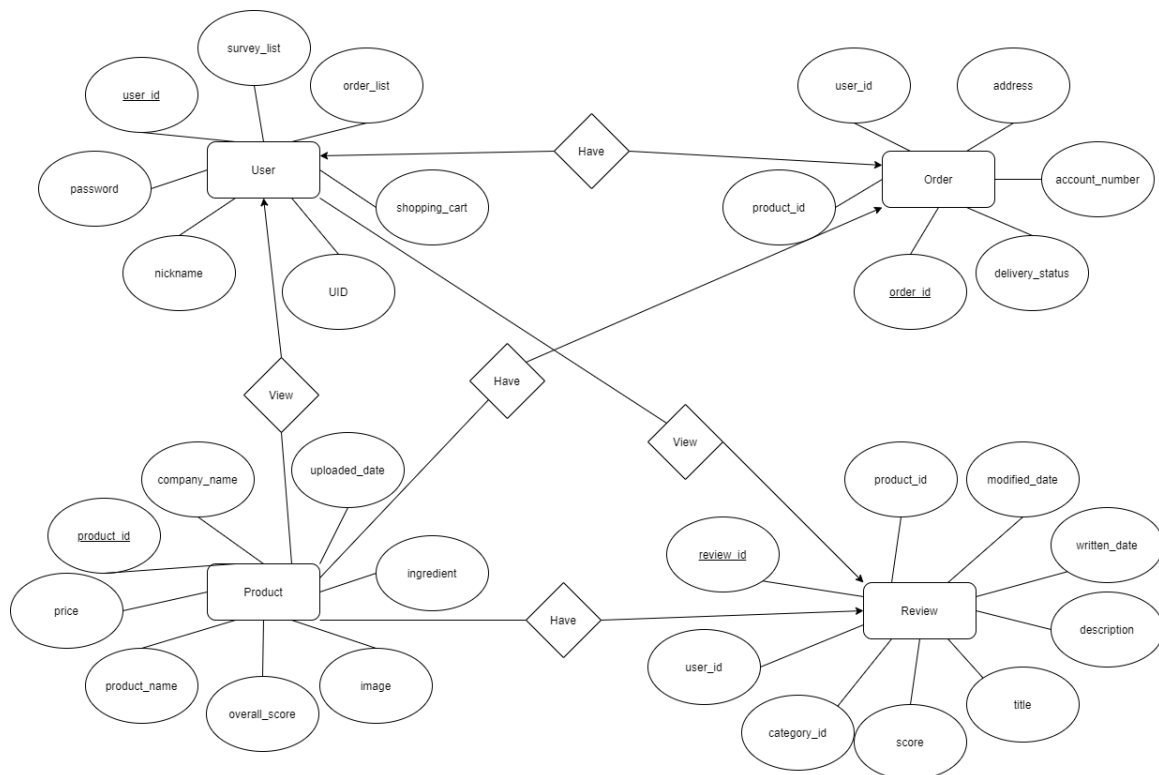 survey_list
user_id
order_list
user_id
address
Have
User
password
Order
account_number
shopping_cart
product_id
nickname
UID
delivery_status
order_id
Have
View
View
company_name
uploaded_date
product_id
modified_date
product_id
review_id
written_date
ingredient
Product
price
Have
Review
description
user_id
product_name
image
overall_score
title
category_id
score